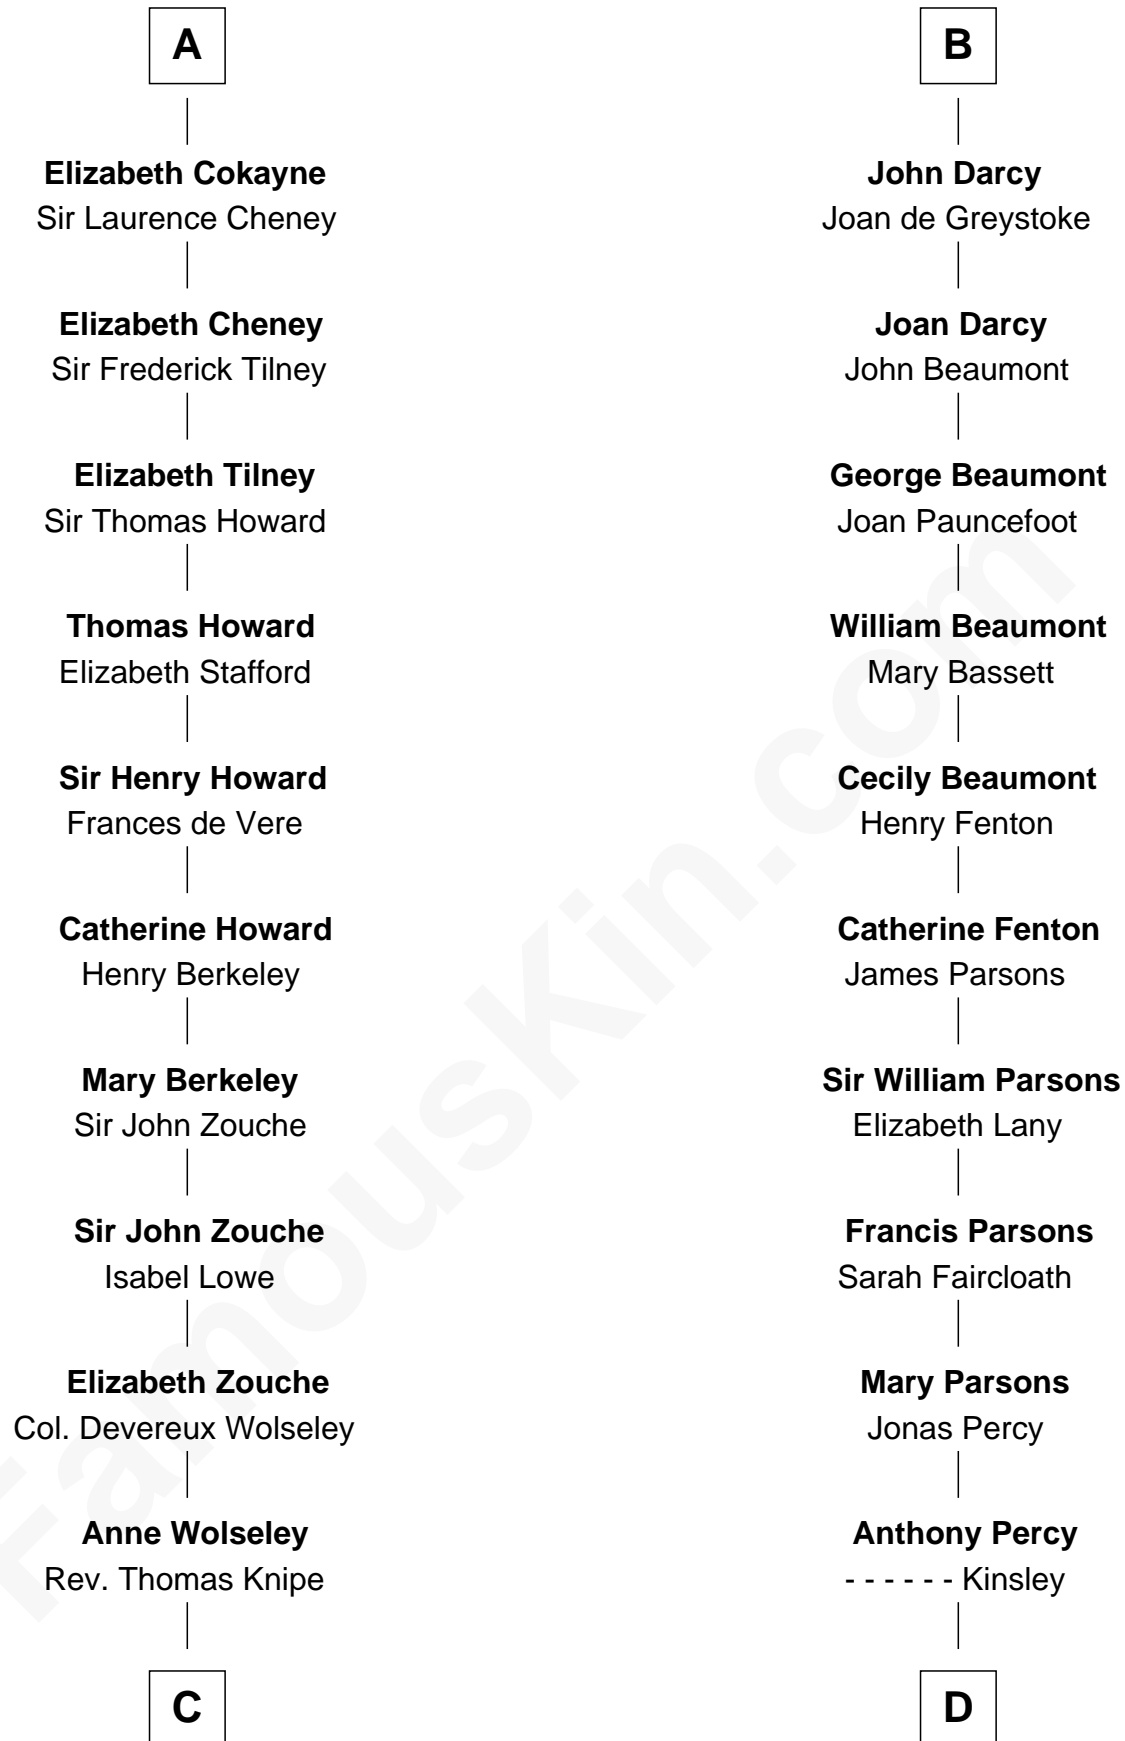 A
B
Elizabeth Cokayne
Sir Laurence Cheney
John Darcy
Joan de Greystoke
Elizabeth Cheney
Sir Frederick Tilney
Joan Darcy
John Beaumont
Elizabeth Tilney
Sir Thomas Howard
George Beaumont
Joan Pauncefoot
Thomas Howard
Elizabeth Stafford
William Beaumont
Mary Bassett
Sir Henry Howard
Frances de Vere
Cecily Beaumont
Henry Fenton
Catherine Howard
Henry Berkeley
Catherine Fenton
James Parsons
Mary Berkeley
Sir John Zouche
Sir William Parsons
Elizabeth Lany
Sir John Zouche
Isabel Lowe
Francis Parsons
Sarah Faircloath
Elizabeth Zouche
Col. Devereux Wolseley
Mary Parsons
Jonas Percy
Anne Wolseley
Rev. Thomas Knipe
Anthony Percy
- - - - - - Kinsley
C
D
FamousKin.com